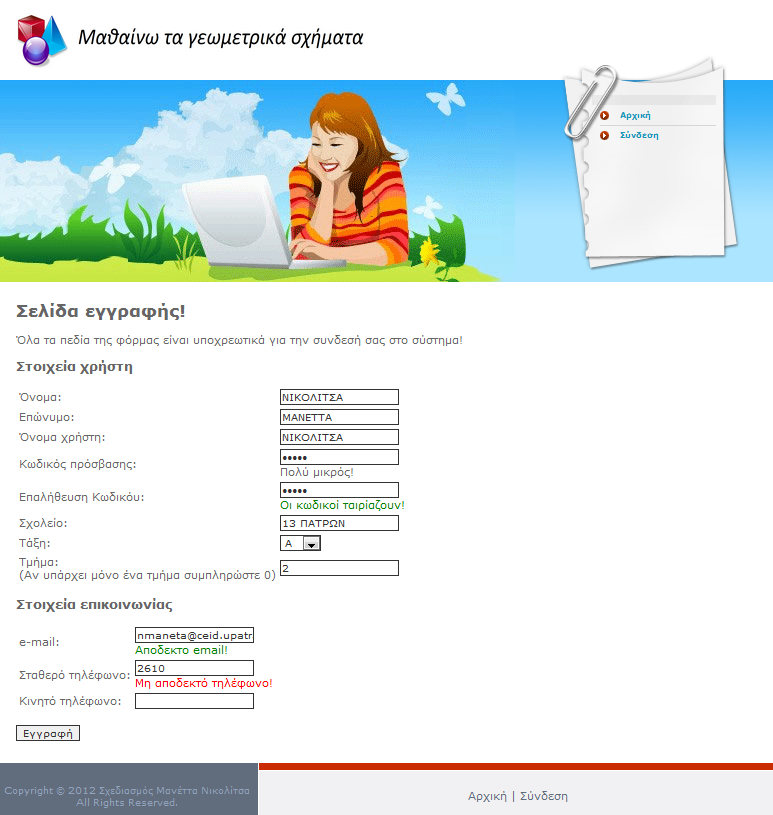 Μαθαίνω τα γεωμετρικά σχήματα
Αρχική
Σύνδεση
Σελίδα εγγραφής!
Όλα τα πεδία της φόρμας είναι υποχρεωτικά για την συνδεσή σας στο σύστημα!
Στοιχεία χρήστη
Όνομα: ΝΙΚΟΛΙΤΣΑ
Επώνυμο: ΜΑΝΕΤΤΑ
Όνομα χρήστη: ΝΙΚΟΛΙΤΣΑ
Κωδικός πρόσβασης: •••••
Πολύ μικρός!
Επαλήθευση Κωδικόυ: •••••
Οι κωδικοί ταιρίαζουν!
Σχολείο: 13 ΠΑΤΡΩΝ
Τάξη: Α
Τμήμα: 2
(Αν υπάρχει μόνο ένα τμήμα συμπληρώστε 0)
Στοιχεία επικοινωνίας
e-mail: nmaneta@ceid.upatr
Αποδεκτο email!
Σταθερό τηλέφωνο: 2610
Μη αποδεκτό τηλέφωνο!
Κινητό τηλέφωνο:
Εγγραφή
Copyright © 2012 Σχεδιασμός Μανέττα Νικολίτσα
All Rights Reserved.
Αρχική | Σύνδεση